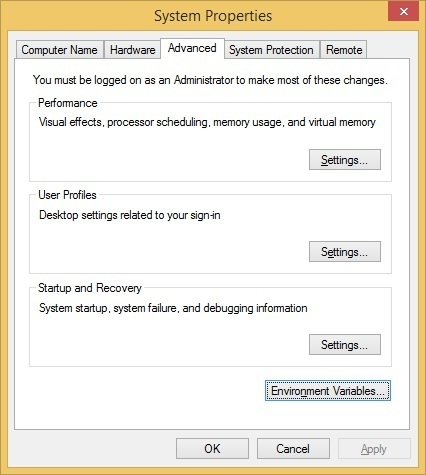 System Properties
Computer Name Hardware Advanced System Protection Remote
You must be logged on as an Administrator to make most of these changes.
Performance
Visual effects, processor scheduling, memory usage, and virtual memory
Settings...
User Profiles
Desktop settings related to your sign-in
Settings...
Startup and Recovery
System startup, system failure, and debugging information
Settings...
Environment Variables...
OK Cancel Apply